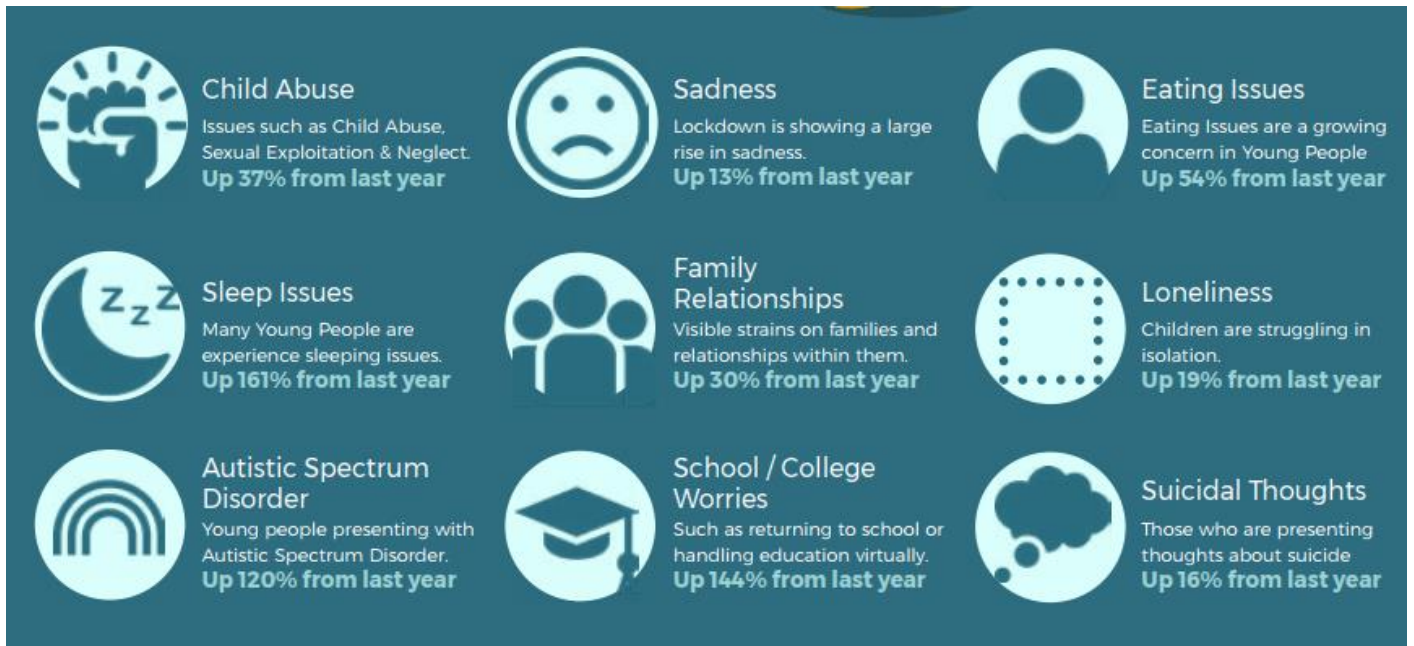 Child Abuse
Issues such as Child Abuse,
Sexual Exploitation & Neglect.
Up 37% from last year
Sadness
Lockdown is showing a large
rise in sadness.
Up 13% from last year
Eating Issues
Eating Issues are a growing
concern in Young People
Up 54% from last year
z z z
Sleep Issues
Many Young People are
experience sleeping issues.
Up 161% from last year
Family
Relationships
Visible strains on families and
relationships within them.
Up 30% from last year
Loneliness
Children are struggling in
isolation.
Up 19% from last year
Autistic Spectrum
Disorder
Young people presenting with
Autistic Spectrum Disorder.
Up 120% from last year
School / College
Worries
Such as returning to school or
handling education virtually.
Up 144% from last year
Suicidal Thoughts
Those who are presenting
thoughts about suicide
Up 16% from last year